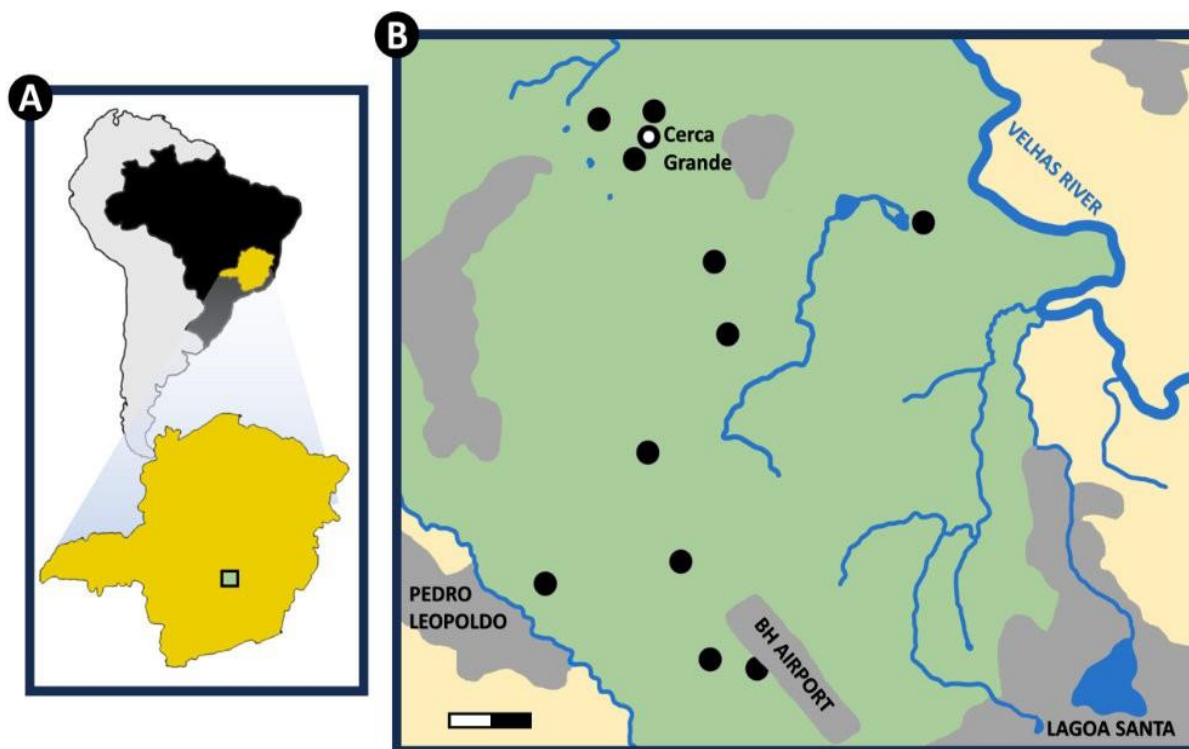 A
B
Cerca
Grande
VELHAS RIVER
PEDRO
LEOPOLDO
BH AIRPORT
LAGOA SANTA